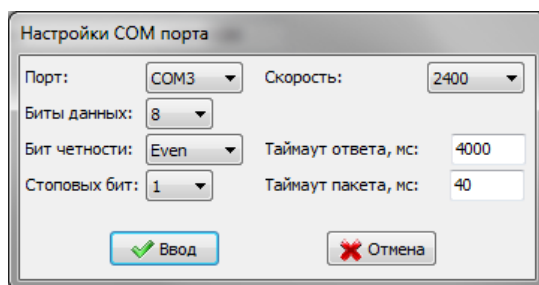 Настройки COM порта
Порт: COM3 Скорость: 2400
Биты данных: 8
Бит четности: Even Таймаут ответа, мс: 4000
Стоповых бит: 1 Таймаут пакета, мс: 40
Ввод Отмена